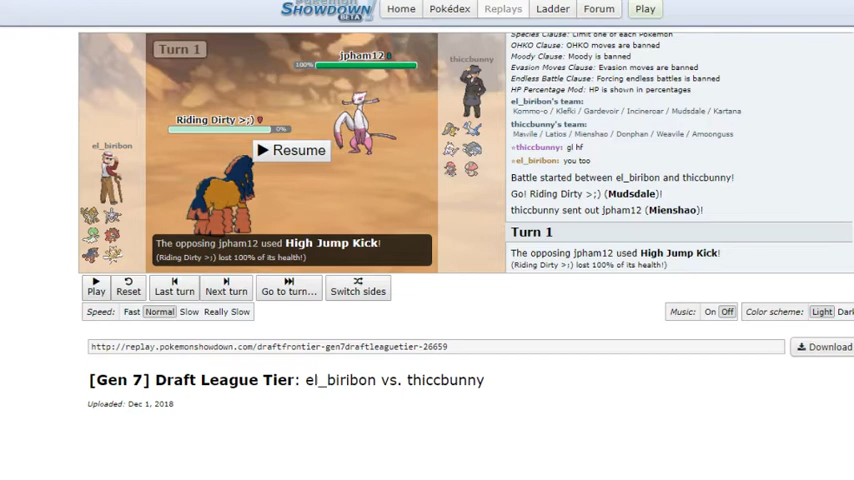 SHOWDOWN
BETA
Home
Pokédex
Replays
Ladder
Forum
Play
Turn 1
jpham12
100%
Riding Dirty >;)
0%
Resume
el_biribon
thiccbunny
The opposing jpham12 used High Jump Kick!
(Riding Dirty >;) lost 100% of its health!)
Species Clause: Limit one of each Pokémon
OHKO Clause: OHKO moves are banned
Moody Clause: Moody is banned
Evasion Moves Clause: Evasion moves are banned
Endless Battle Clause: Forcing endless battles is banned
HP Percentage Mod: HP is shown in percentages
el_biribon's team:
Kommo-o / Klefki / Gardevoir / Incineroar / Mudsdale / Kartana
thiccbunny's team:
Mawile / Latios / Mienshao / Donphan / Weavile / Amoonguss
☆thiccbunny: gl hf
☆el_biribon: you too
Battle started between el_biribon and thiccbunny!
Go! Riding Dirty >;) (Mudsdale)!
thiccbunny sent out jpham12 (Mienshao)!
Turn 1
The opposing jpham12 used High Jump Kick!
(Riding Dirty >;) lost 100% of its health!)
Play
Reset
Last turn
Next turn
Go to turn...
Switch sides
Speed: Fast Normal Slow Really Slow
Music: On Off
Color scheme: Light Dark
http://replay.pokemonshowdown.com/draftfrontier-gen7draftleaguetier-26659
Download
[Gen 7] Draft League Tier: el_biribon vs. thiccbunny
Uploaded: Dec 1, 2018